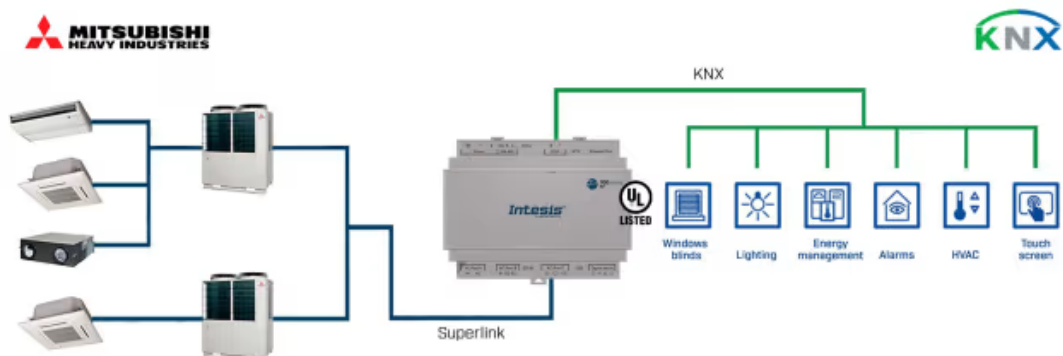 MITSUBISHI
HEAVY INDUSTRIES
KNX
KNX
Intesis
UL
LISTED
Windows
blinds
Lighting
Energy
management
Alarms
HVAC
Touch
screen
Superlink